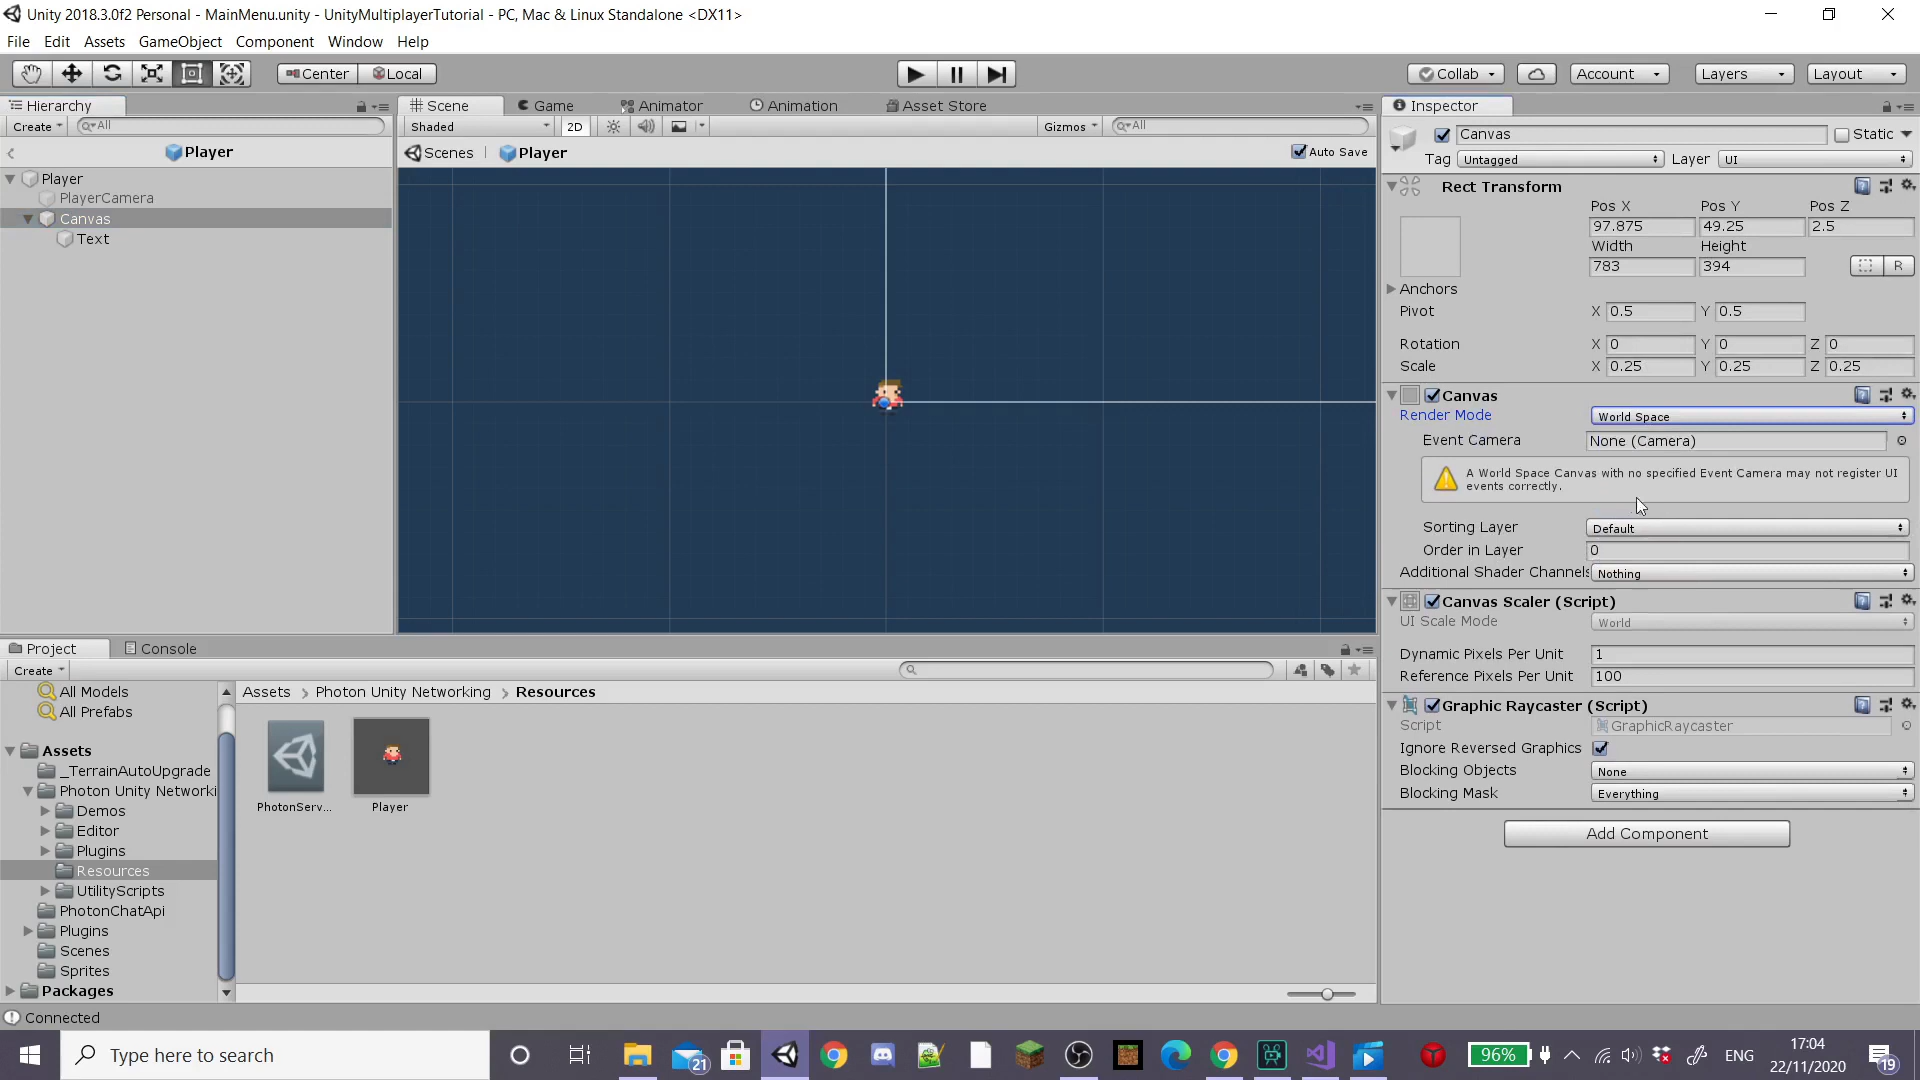 Unity 2018.3.0f2 Personal - MainMenu.unity - UnityMultiplayerTutorial - PC, Mac & Linux Standalone <DX11>
File Edit Assets GameObject Component Window Help
Center Local Collab Account Layers Layout
Hierarchy
Create All
Player
Player
PlayerCamera
Canvas
Text
Scene Game Animator Animation Asset Store
Shaded 2D Gizmos All
Scenes Player Auto Save
Inspector
Canvas Static
Tag Untagged Layer UI
Rect Transform
Pos X Pos Y Pos Z
97.875 49.25 2.5
Width Height
783 394 R
Anchors
Pivot X 0.5 Y 0.5
Rotation X 0 Y 0 Z 0
Scale X 0.25 Y 0.25 Z 0.25
Canvas
Render Mode World Space
Event Camera None (Camera)
A World Space Canvas with no specified Event Camera may not register UI
events correctly.
Sorting Layer Default
Order in Layer 0
Additional Shader Channels Nothing
Canvas Scaler (Script)
UI Scale Mode World
Dynamic Pixels Per Unit 1
Reference Pixels Per Unit 100
Graphic Raycaster (Script)
Script GraphicRaycaster
Ignore Reversed Graphics
Blocking Objects None
Blocking Mask Everything
Add Component
Project Console
Create
All Models
All Prefabs
Assets
_TerrainAutoUpgrade
Photon Unity Networki
Demos
Editor
Plugins
Resources
UtilityScripts
PhotonChatApi
Plugins
Scenes
Sprites
Packages
Assets Photon Unity Networking Resources
PhotonServ... Player
Connected
Type here to search
21
96%
ENG
17:04
22/11/2020
19